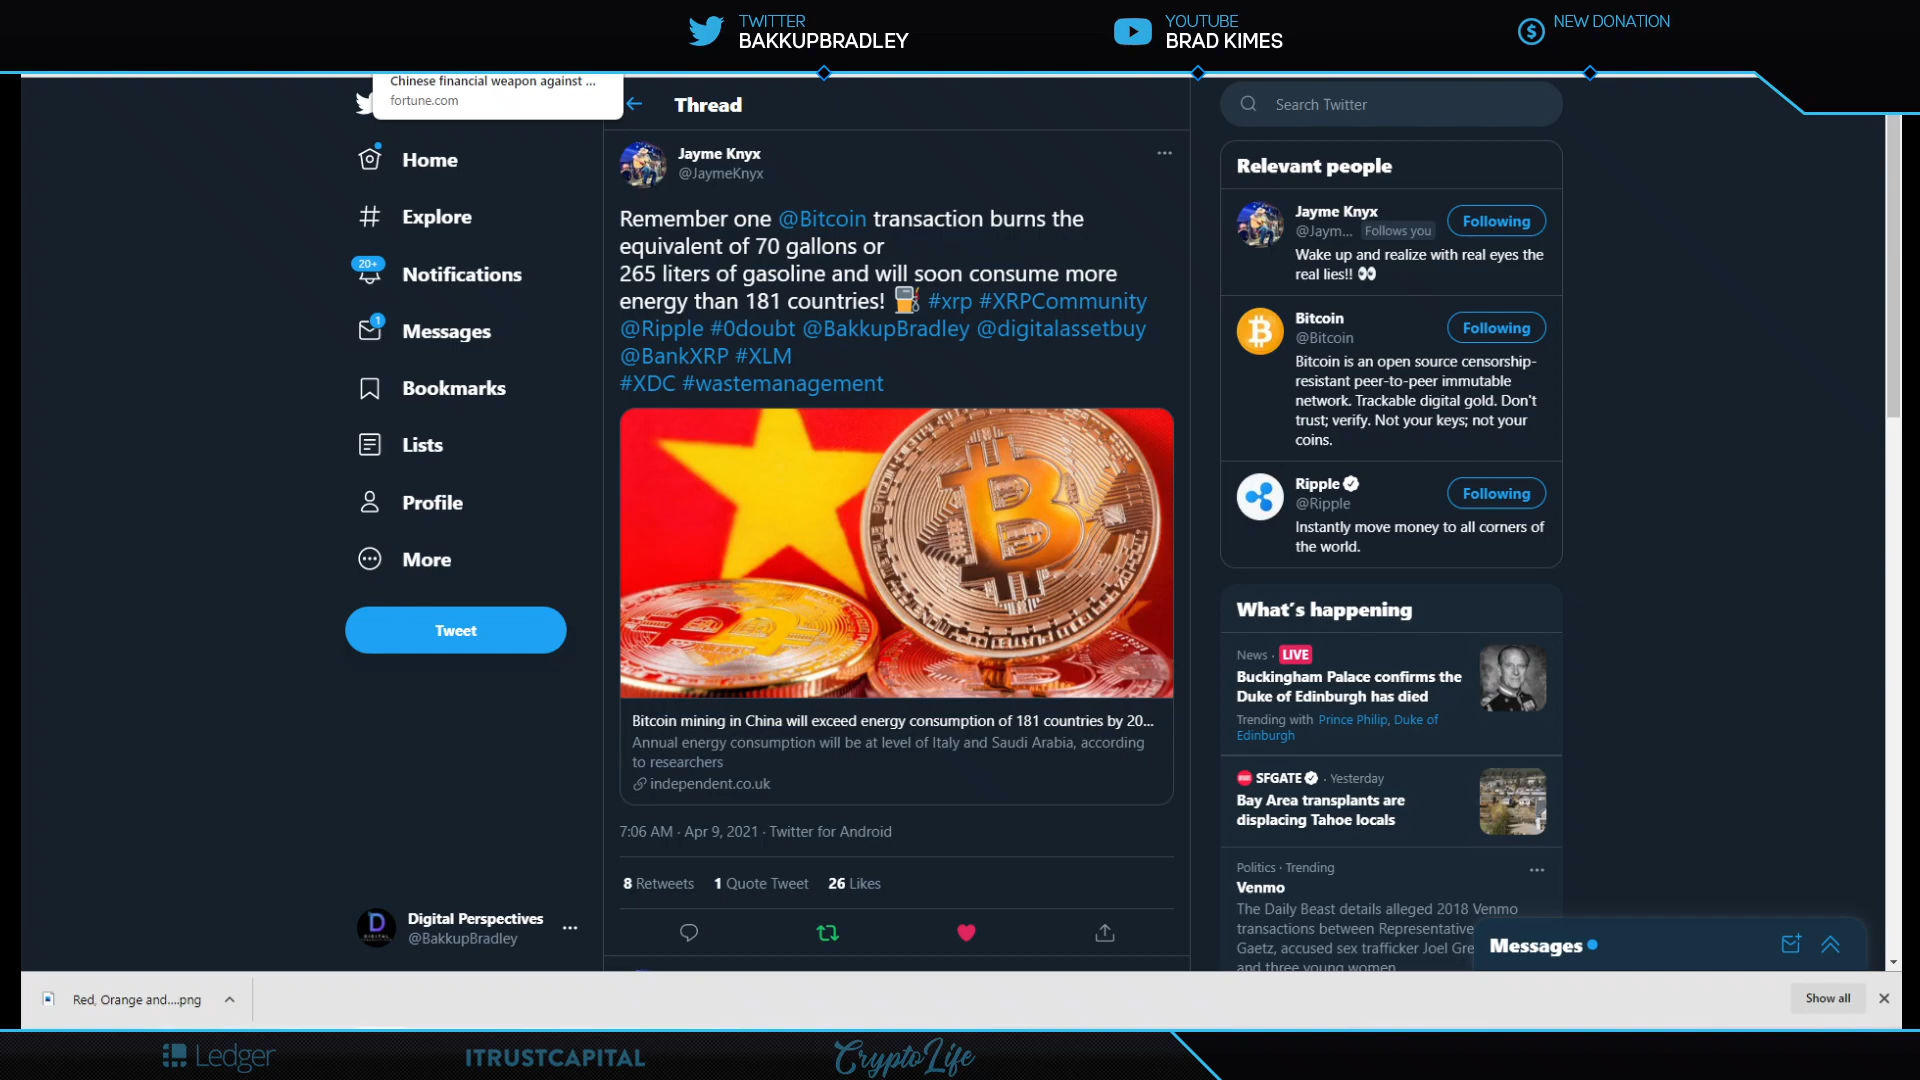 TWITTER
BAKKUPBRADLEY
YOUTUBE
BRAD KIMES
NEW DONATION
Chinese financial weapon against ...
fortune.com
Home
Explore
20+
Notifications
1
Messages
Bookmarks
Lists
Profile
More
Tweet
Digital Perspectives
@BakkupBradley
Thread
Jayme Knyx
@JaymeKnyx
Remember one @Bitcoin transaction burns the
equivalent of 70 gallons or
265 liters of gasoline and will soon consume more
energy than 181 countries! ⛽ #xrp #XRPCommunity
@Ripple #0doubt @BakkupBradley @digitalassetbuy
@BankXRP #XLM
#XDC #wastemanagement
Bitcoin mining in China will exceed energy consumption of 181 countries by 20...
Annual energy consumption will be at level of Italy and Saudi Arabia, according
to researchers
independent.co.uk
7:06 AM · Apr 9, 2021 · Twitter for Android
8 Retweets 1 Quote Tweet 26 Likes
Search Twitter
Relevant people
Jayme Knyx
@Jaym... Follows you
Following
Wake up and realize with real eyes the
real lies!! 👀
Bitcoin
@Bitcoin
Following
Bitcoin is an open source censorship-
resistant peer-to-peer immutable
network. Trackable digital gold. Don't
trust; verify. Not your keys; not your
coins.
Ripple
@Ripple
Following
Instantly move money to all corners of
the world.
What's happening
News · LIVE
Buckingham Palace confirms the
Duke of Edinburgh has died
Trending with Prince Philip, Duke of
Edinburgh
SFGATE · Yesterday
Bay Area transplants are
displacing Tahoe locals
Politics · Trending
Venmo
The Daily Beast details alleged 2018 Venmo
transactions between Representative
Gaetz, accused sex trafficker Joel Gre
and three young women
Messages
Red, Orange and....png
Show all
Ledger
ITRUSTCAPITAL
CryptoLife